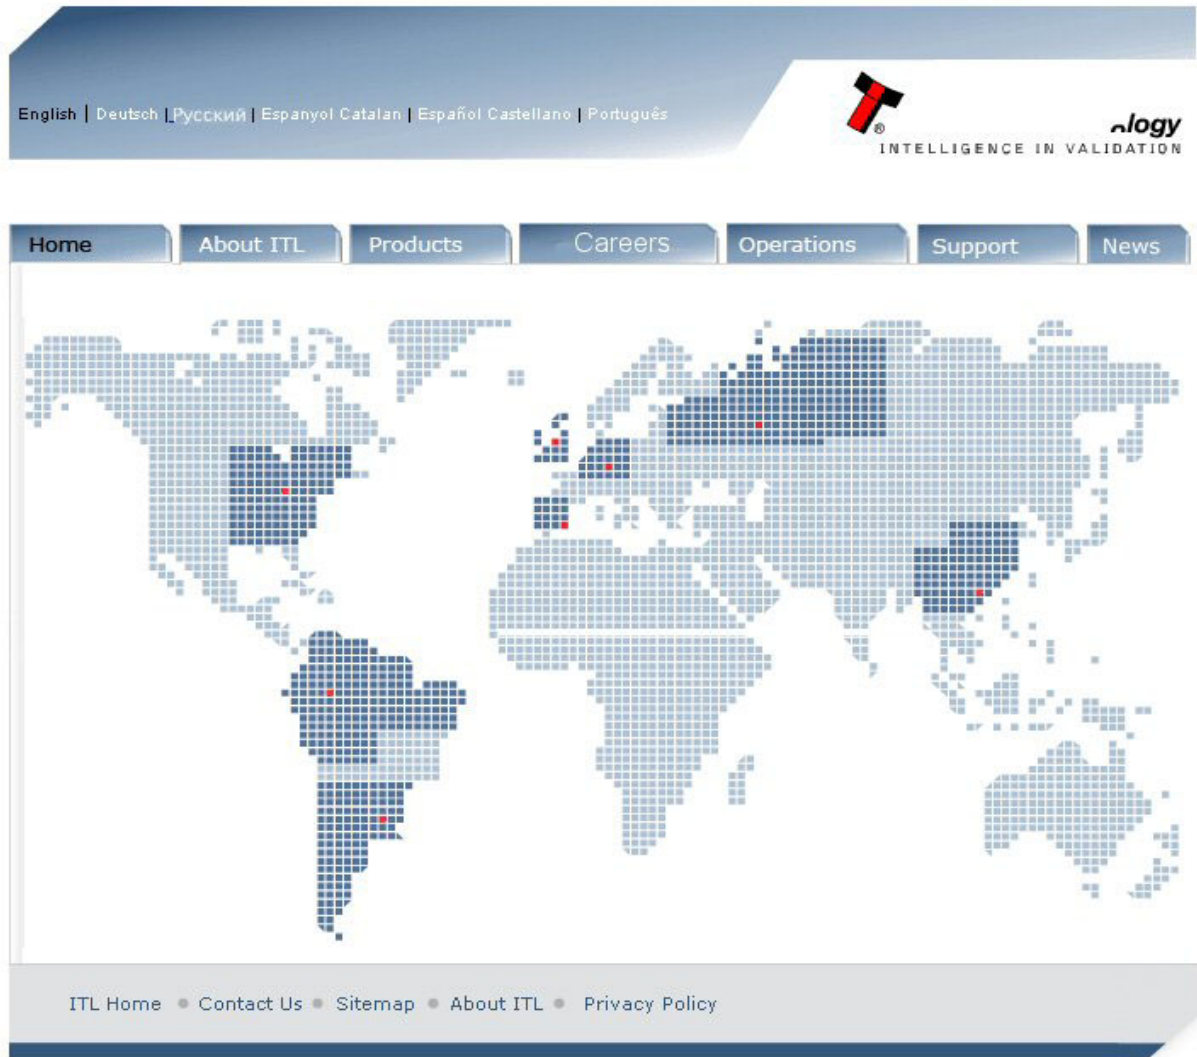 English | Deutsch | Русский | Espanyol Catalan | Español Castellano | Português
ology
®
INTELLIGENCE IN VALIDATION
Home About ITL Products Careers Operations Support News
ITL Home Contact Us Sitemap About ITL Privacy Policy